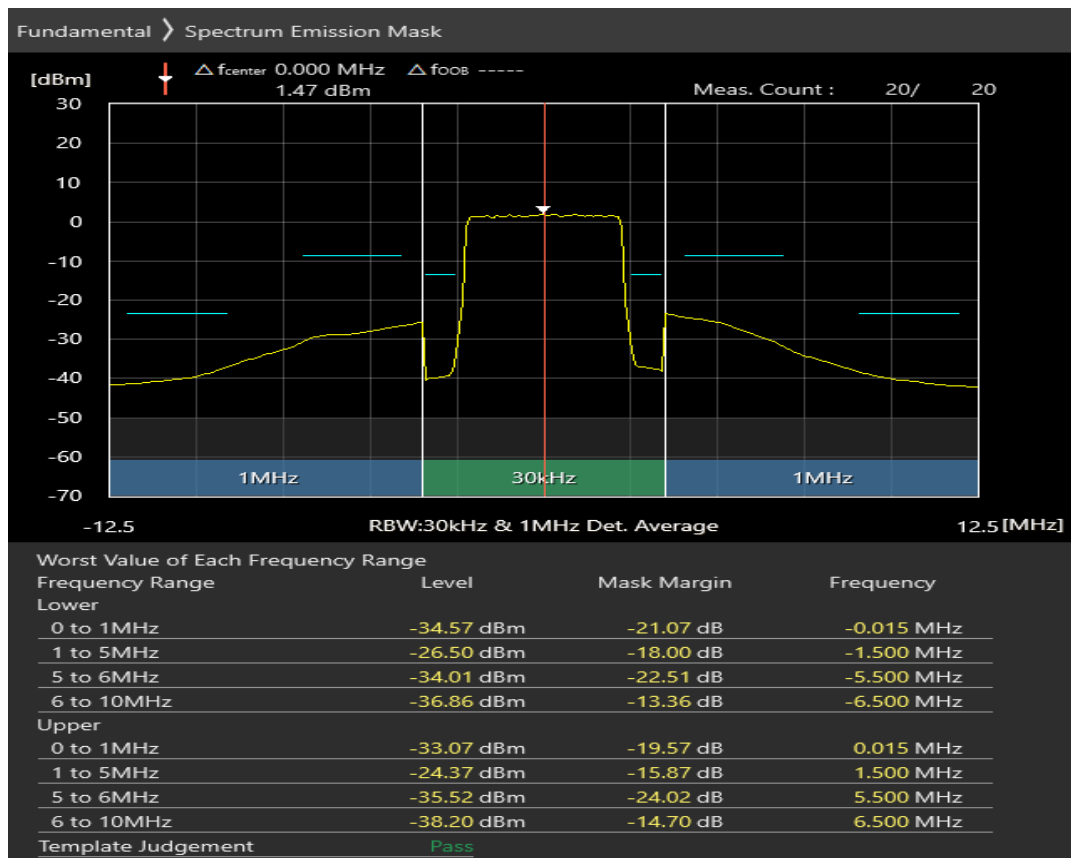 Fundamental ❯ Spectrum Emission Mask
[dBm] △ fcenter 0.000 MHz △ fOOB -----
1.47 dBm Meas. Count : 20/ 20
30
20
10
0
-10
-20
-30
-40
-50
-60
-70
1MHz 30kHz 1MHz
-12.5 RBW:30kHz & 1MHz Det. Average 12.5 [MHz]
Worst Value of Each Frequency Range
Frequency Range Level Mask Margin Frequency
Lower
0 to 1MHz -34.57 dBm -21.07 dB -0.015 MHz
1 to 5MHz -26.50 dBm -18.00 dB -1.500 MHz
5 to 6MHz -34.01 dBm -22.51 dB -5.500 MHz
6 to 10MHz -36.86 dBm -13.36 dB -6.500 MHz
Upper
0 to 1MHz -33.07 dBm -19.57 dB 0.015 MHz
1 to 5MHz -24.37 dBm -15.87 dB 1.500 MHz
5 to 6MHz -35.52 dBm -24.02 dB 5.500 MHz
6 to 10MHz -38.20 dBm -14.70 dB 6.500 MHz
Template Judgement Pass